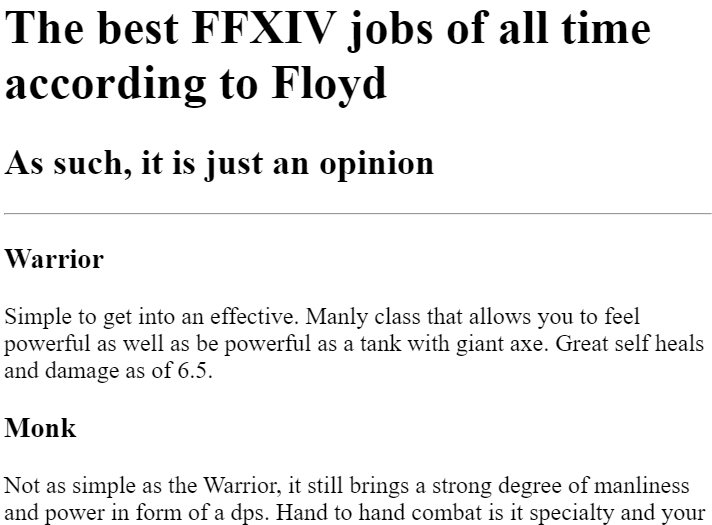 The best FFXIV jobs of all time
according to Floyd
As such, it is just an opinion
Warrior
Simple to get into an effective. Manly class that allows you to feel
powerful as well as be powerful as a tank with giant axe. Great self heals
and damage as of 6.5.
Monk
Not as simple as the Warrior, it still brings a strong degree of manliness
and power in form of a dps. Hand to hand combat is it specialty and your